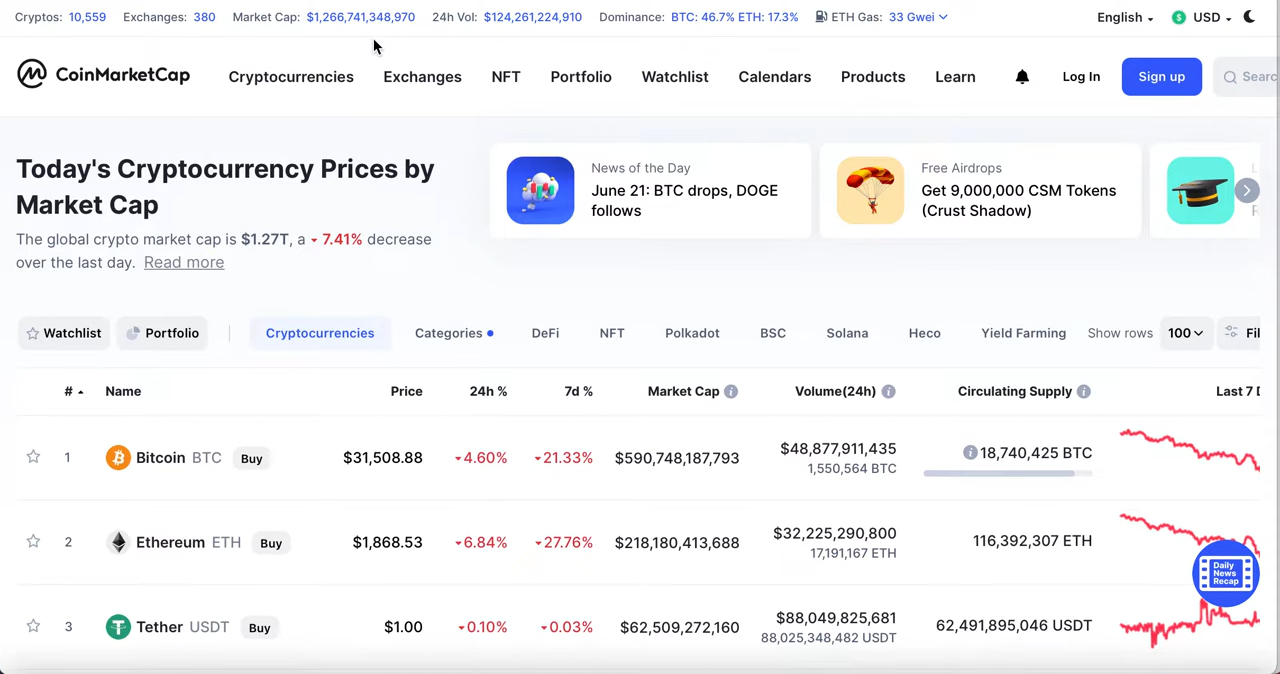 Cryptos: 10,559 Exchanges: 380 Market Cap: $1,266,741,348,970 24h Vol: $124,261,224,910 Dominance: BTC: 46.7% ETH: 17.3% ETH Gas: 33 Gwei English USD
CoinMarketCap Cryptocurrencies Exchanges NFT Portfolio Watchlist Calendars Products Learn Log In Sign up Searc
Today's Cryptocurrency Prices by
Market Cap
The global crypto market cap is $1.27T, a 7.41% decrease
over the last day. Read more
News of the Day
June 21: BTC drops, DOGE
follows
Free Airdrops
Get 9,000,000 CSM Tokens
(Crust Shadow)
Watchlist Portfolio Cryptocurrencies Categories DeFi NFT Polkadot BSC Solana Heco Yield Farming Show rows 100 Fil
# Name Price 24h % 7d % Market Cap Volume(24h) Circulating Supply Last 7 D
1 Bitcoin BTC Buy $31,508.88 4.60% 21.33% $590,748,187,793 $48,877,911,435 18,740,425 BTC
1,550,564 BTC
2 Ethereum ETH Buy $1,868.53 6.84% 27.76% $218,180,413,688 $32,225,290,800 116,392,307 ETH
17,191,167 ETH
Daily
News
Recap
3 Tether USDT Buy $1.00 0.10% 0.03% $62,509,272,160 $88,049,825,681 62,491,895,046 USDT
88,025,348,482 USDT